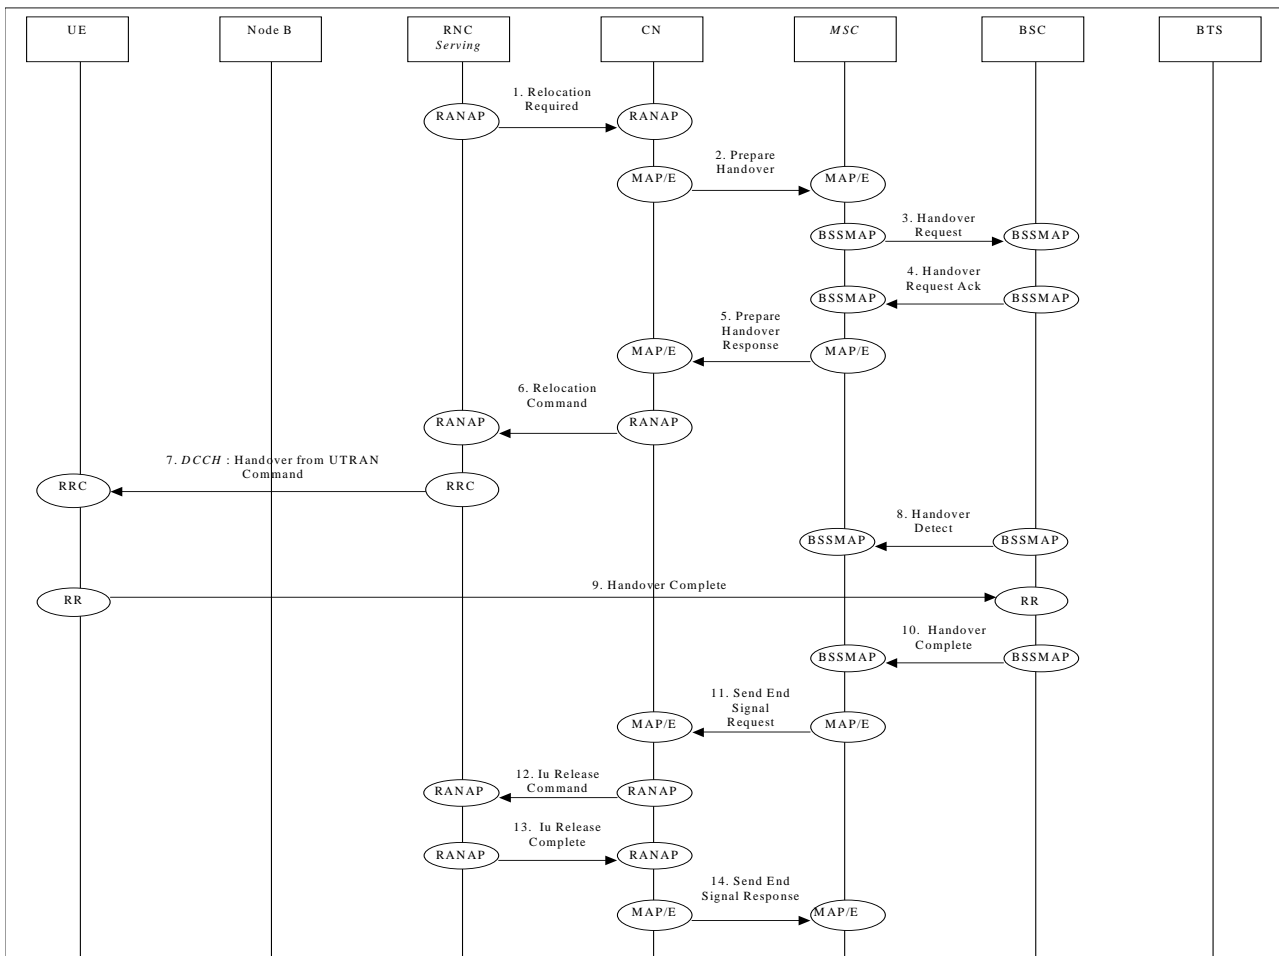 UE
Node B
RNC
Serving
CN
MSC
BSC
BTS
1. Relocation
Required
RANAP
RANAP
2. Prepare
Handover
MAP/E
MAP/E
3. Handover
Request
BSSMAP
BSSMAP
4. Handover
Request Ack
BSSMAP
BSSMAP
5. Prepare
Handover
Response
MAP/E
MAP/E
6. Relocation
Command
RANAP
RANAP
7. DCCH : Handover from UTRAN
Command
RRC
RRC
8. Handover
Detect
BSSMAP
BSSMAP
9. Handover Complete
RR
RR
10. Handover
Complete
BSSMAP
BSSMAP
11. Send End
Signal
Request
MAP/E
MAP/E
12. Iu Release
Command
RANAP
RANAP
13. Iu Release
Complete
RANAP
RANAP
14. Send End
Signal Response
MAP/E
MAP/E